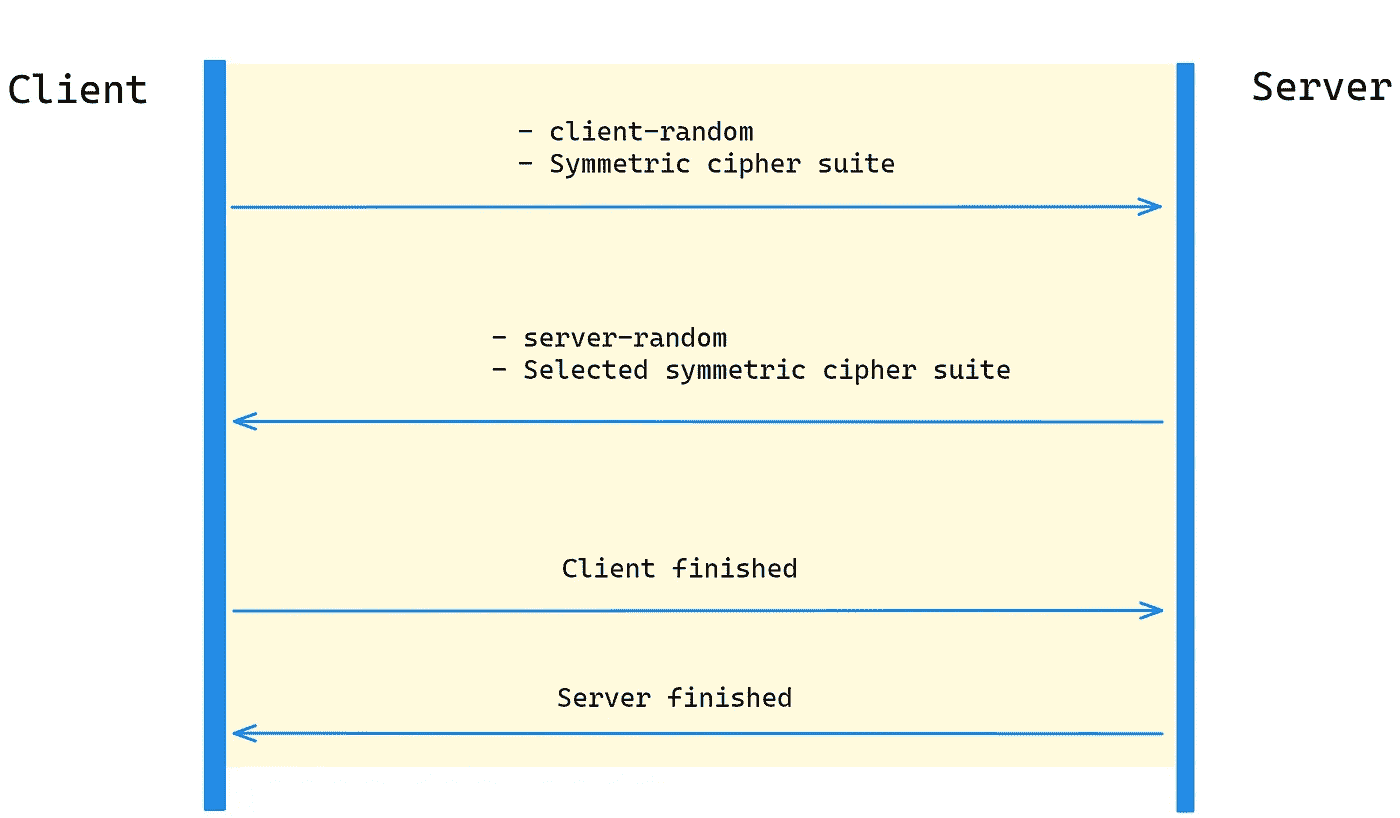 Client
Server
- client-random
- Symmetric cipher suite
- server-random
- Selected symmetric cipher suite
Client finished
Server finished